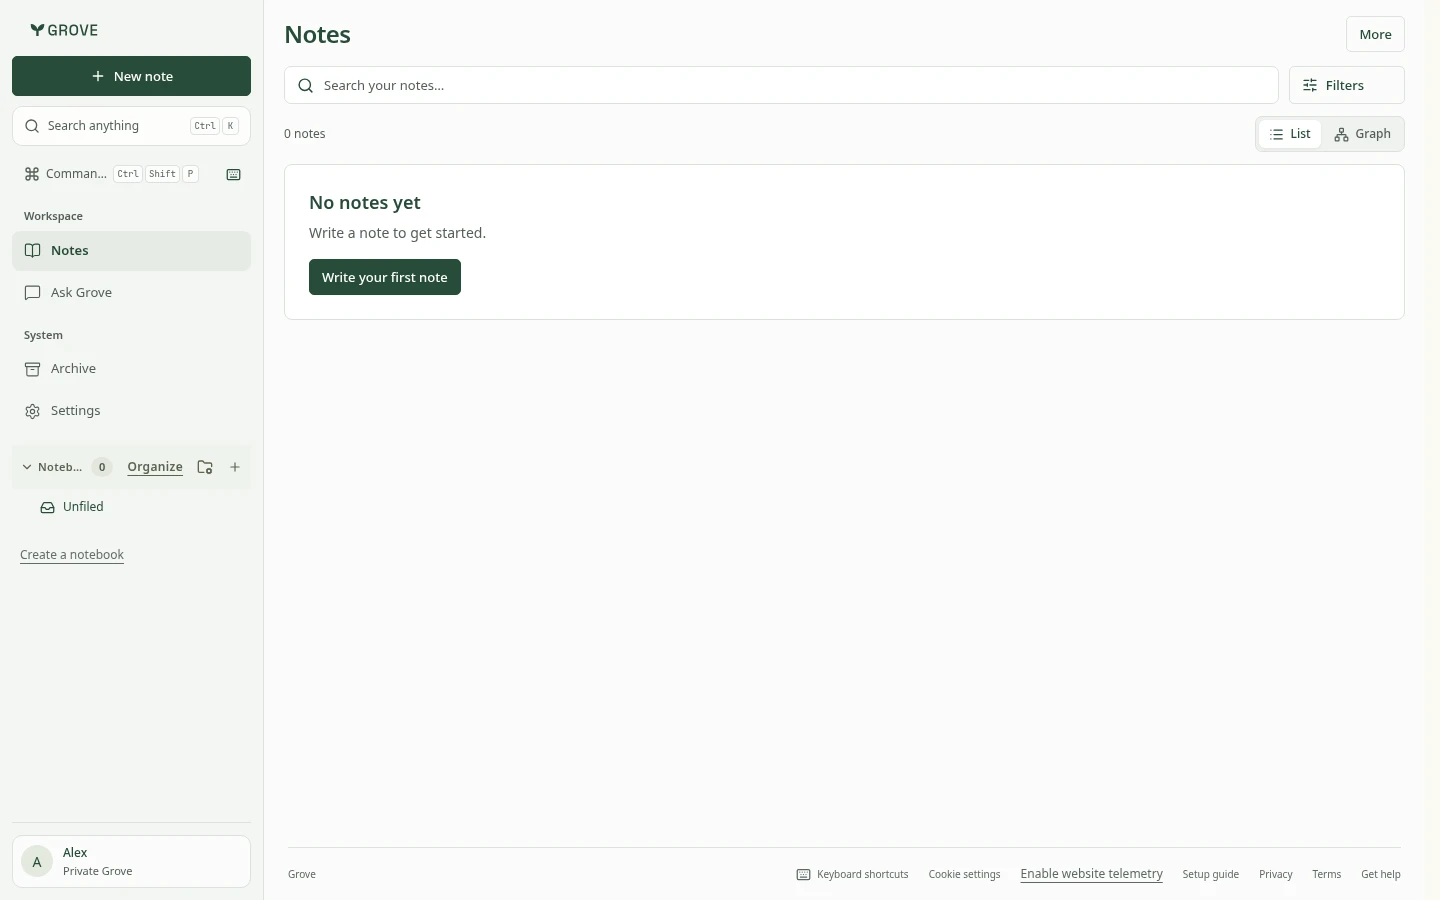 GROVE
New note
Search anything Ctrl K
Comman... Ctrl Shift P
Workspace
Notes
Ask Grove
System
Archive
Settings
Noteb... 0 Organize
Unfiled
Create a notebook
A
Alex
Private Grove
Notes
More
Search your notes...
Filters
0 notes
List Graph
No notes yet
Write a note to get started.
Write your first note
Grove Keyboard shortcuts Cookie settings Enable website telemetry Setup guide Privacy Terms Get help